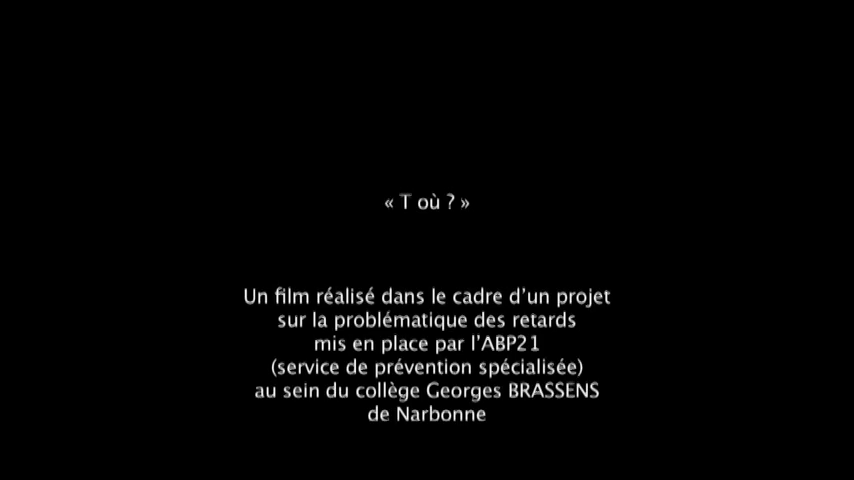 « T où ? »
Un film réalisé dans le cadre d’un projet
sur la problématique des retards
mis en place par l’ABP21
(service de prévention spécialisée)
au sein du collège Georges BRASSENS
de Narbonne